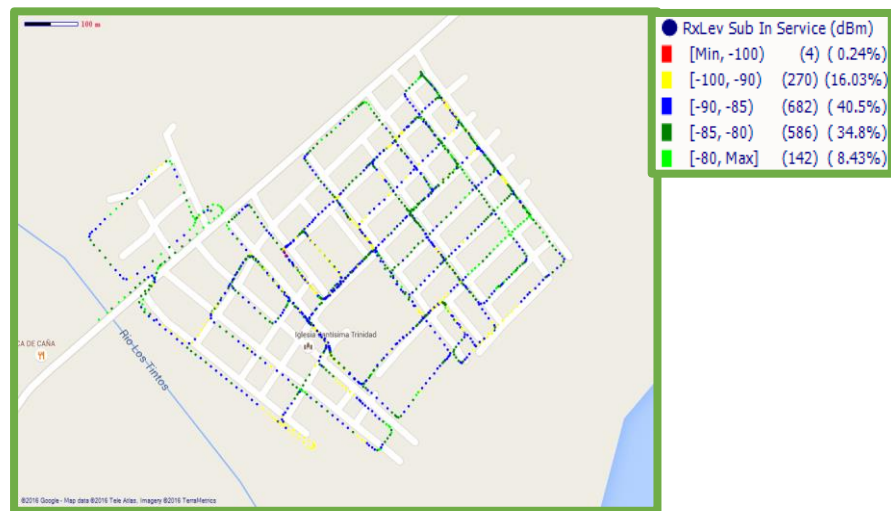 100 m
RxLev Sub In Service (dBm)
[Min, -100) (4) ( 0.24%)
[-100, -90) (270) (16.03%)
[-90, -85) (682) ( 40.5%)
[-85, -80) (586) ( 34.8%)
[-80, Max] (142) ( 8.43%)
Iglesia Santísima Trinidad
CA DE CAÑA
Río Los Tintos
©2016 Google - Map data ©2016 Tele Atlas, Imagery ©2016 TerraMetrics